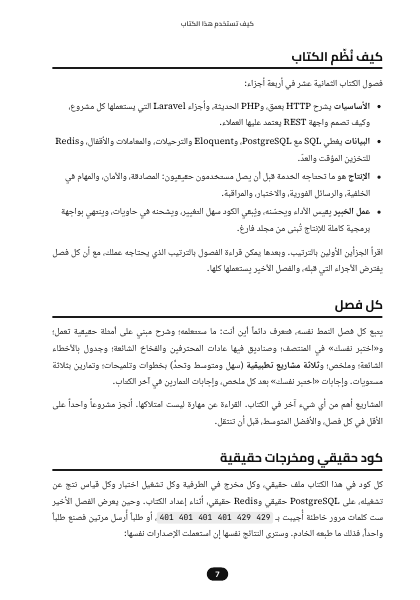 كيف تستخدم هذا الكتاب
كيف نُظّم الكتاب
فصول الكتاب الثمانية عشر في أربعة أجزاء:
• الأساسيات يشرح HTTP بعمق، وPHP الحديثة، وأجزاء Laravel التي يستعملها كل مشروع،
وكيف تصمم واجهة REST يعتمد عليها العملاء.
• البيانات يغطي SQL مع PostgreSQL، وEloquent والترحيلات، والمعاملات والأقفال، وRedis
للتخزين المؤقت والعدّ.
• الإنتاج هو ما تحتاجه الخدمة قبل أن يصل مستخدمون حقيقيون: المصادقة، والأمان، والمهام في
الخلفية، والرسائل الفورية، والاختبار، والمراقبة.
• عمل الخبير يقيس الأداء ويحسّنه، ويُبقي الكود سهل التغيير، ويشحنه في حاويات، وينتهي بواجهة
برمجية كاملة للإنتاج تُبنى من مجلد فارغ.
اقرأ الجزأين الأولين بالترتيب. وبعدها يمكن قراءة الفصول بالترتيب الذي يحتاجه عملك، مع أن كل فصل
يفترض الأجزاء التي قبله، والفصل الأخير يستعملها كلها.
كل فصل
يتبع كل فصل النمط نفسه، فتعرف دائماً أين أنت: ما ستتعلمه؛ وشرح مبني على أمثلة حقيقية تعمل؛
و«اختبر نفسك» في المنتصف؛ وصناديق فيها عادات المحترفين والفخاخ الشائعة؛ وجدول بالأخطاء
الشائعة؛ وملخص؛ وثلاثة مشاريع تطبيقية (سهل ومتوسط وتحدٍّ) بخطوات وتلميحات؛ وتمارين بثلاثة
مستويات. وإجابات «اختبر نفسك» بعد كل ملخص، وإجابات التمارين في آخر الكتاب.
المشاريع أهم من أي شيء آخر في الكتاب. القراءة عن مهارة ليست امتلاكها. أنجز مشروعاً واحداً على
الأقل في كل فصل، والأفضل المتوسط، قبل أن تنتقل.
كود حقيقي ومخرجات حقيقية
كل كود في هذا الكتاب ملف حقيقي، وكل مخرج في الطرفية وكل تشغيل اختبار وكل قياس نتج عن
تشغيله، على PostgreSQL حقيقي وRedis حقيقي، أثناء إعداد الكتاب. وحين يعرض الفصل الأخير
ست كلمات مرور خاطئة أُجيبت بـ 401 401 401 401 429 429، أو طلباً أُرسل مرتين فصنع طلباً
واحداً، فذلك ما طبعه الخادم. وسترى النتائج نفسها إن استعملت الإصدارات نفسها:
7